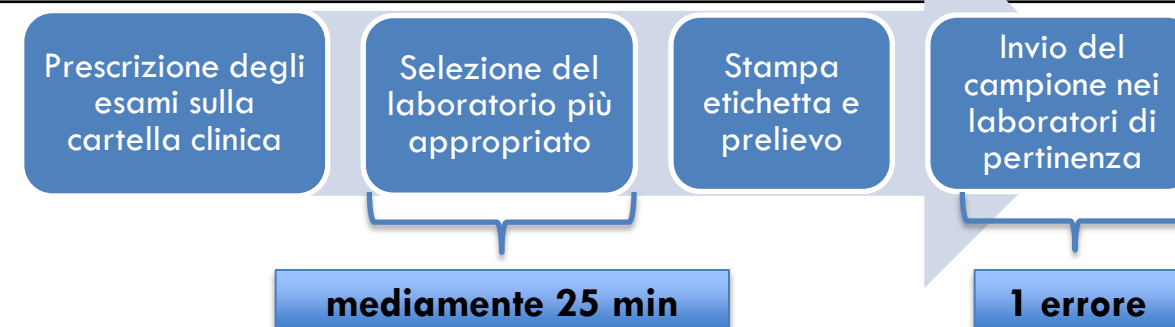 Prescrizione degli
esami sulla
cartella clinica
Selezione del
laboratorio più
appropriato
Stampa
etichetta e
prelievo
Invio del
campione nei
laboratori di
pertinenza
mediamente 25 min
1 errore